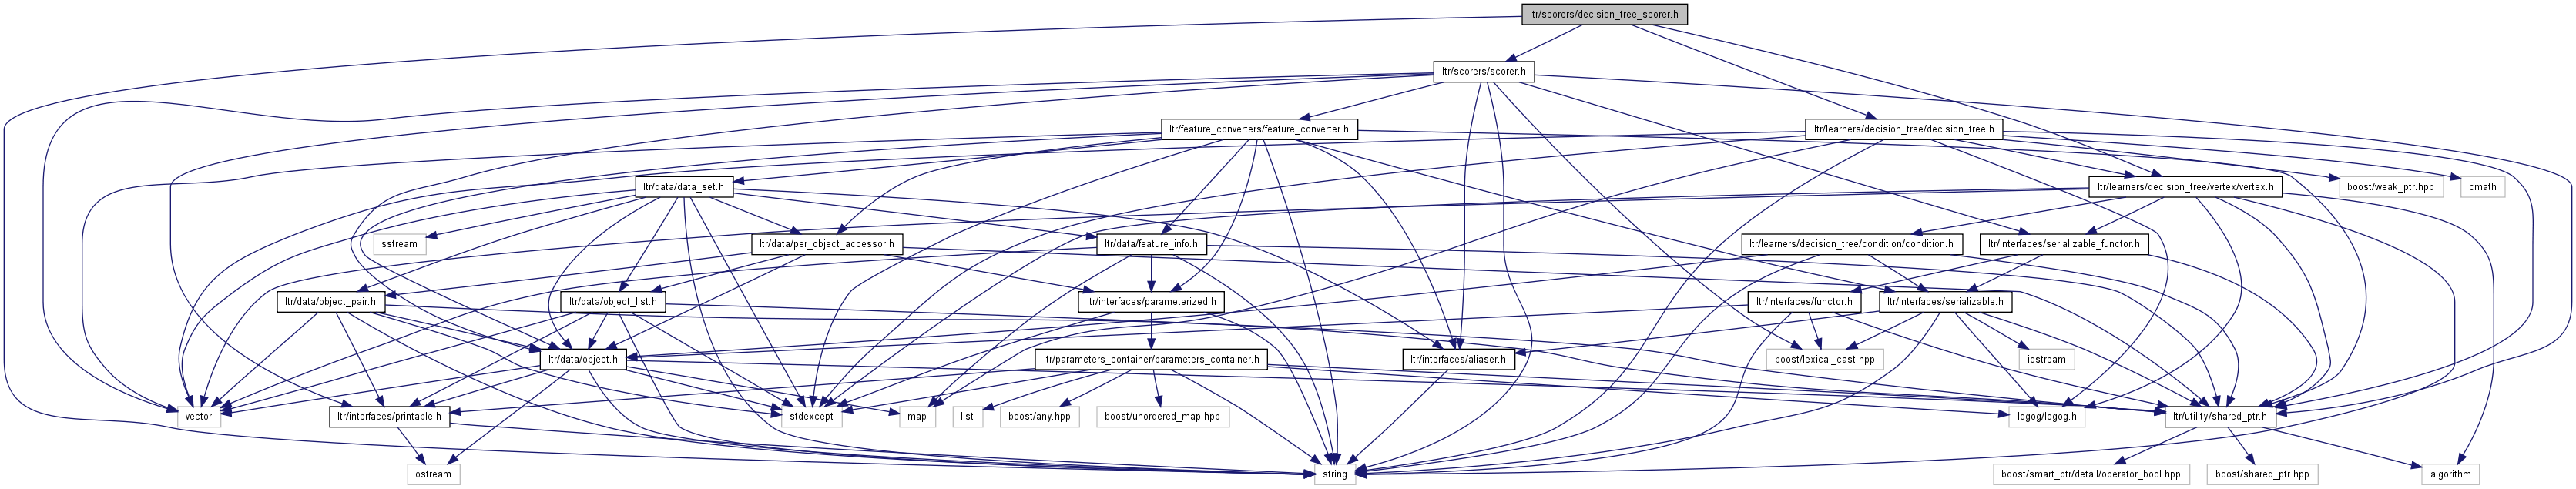 ltr/scorers/decision_tree_scorer.h
ltr/scorers/scorer.h
ltr/feature_converters/feature_converter.h
ltr/learners/decision_tree/decision_tree.h
ltr/data/data_set.h
boost/weak_ptr.hpp
cmath
ltr/learners/decision_tree/vertex/vertex.h
sstream
ltr/data/per_object_accessor.h
ltr/data/feature_info.h
ltr/learners/decision_tree/condition/condition.h
ltr/interfaces/serializable_functor.h
ltr/data/object_pair.h
ltr/data/object_list.h
ltr/interfaces/parameterized.h
ltr/interfaces/functor.h
ltr/interfaces/serializable.h
ltr/data/object.h
ltr/parameters_container/parameters_container.h
ltr/interfaces/aliaser.h
boost/lexical_cast.hpp
iostream
vector
ltr/interfaces/printable.h
stdexcept
map
list
boost/any.hpp
boost/unordered_map.hpp
logog/logog.h
ltr/utility/shared_ptr.h
ostream
string
boost/smart_ptr/detail/operator_bool.hpp
boost/shared_ptr.hpp
algorithm